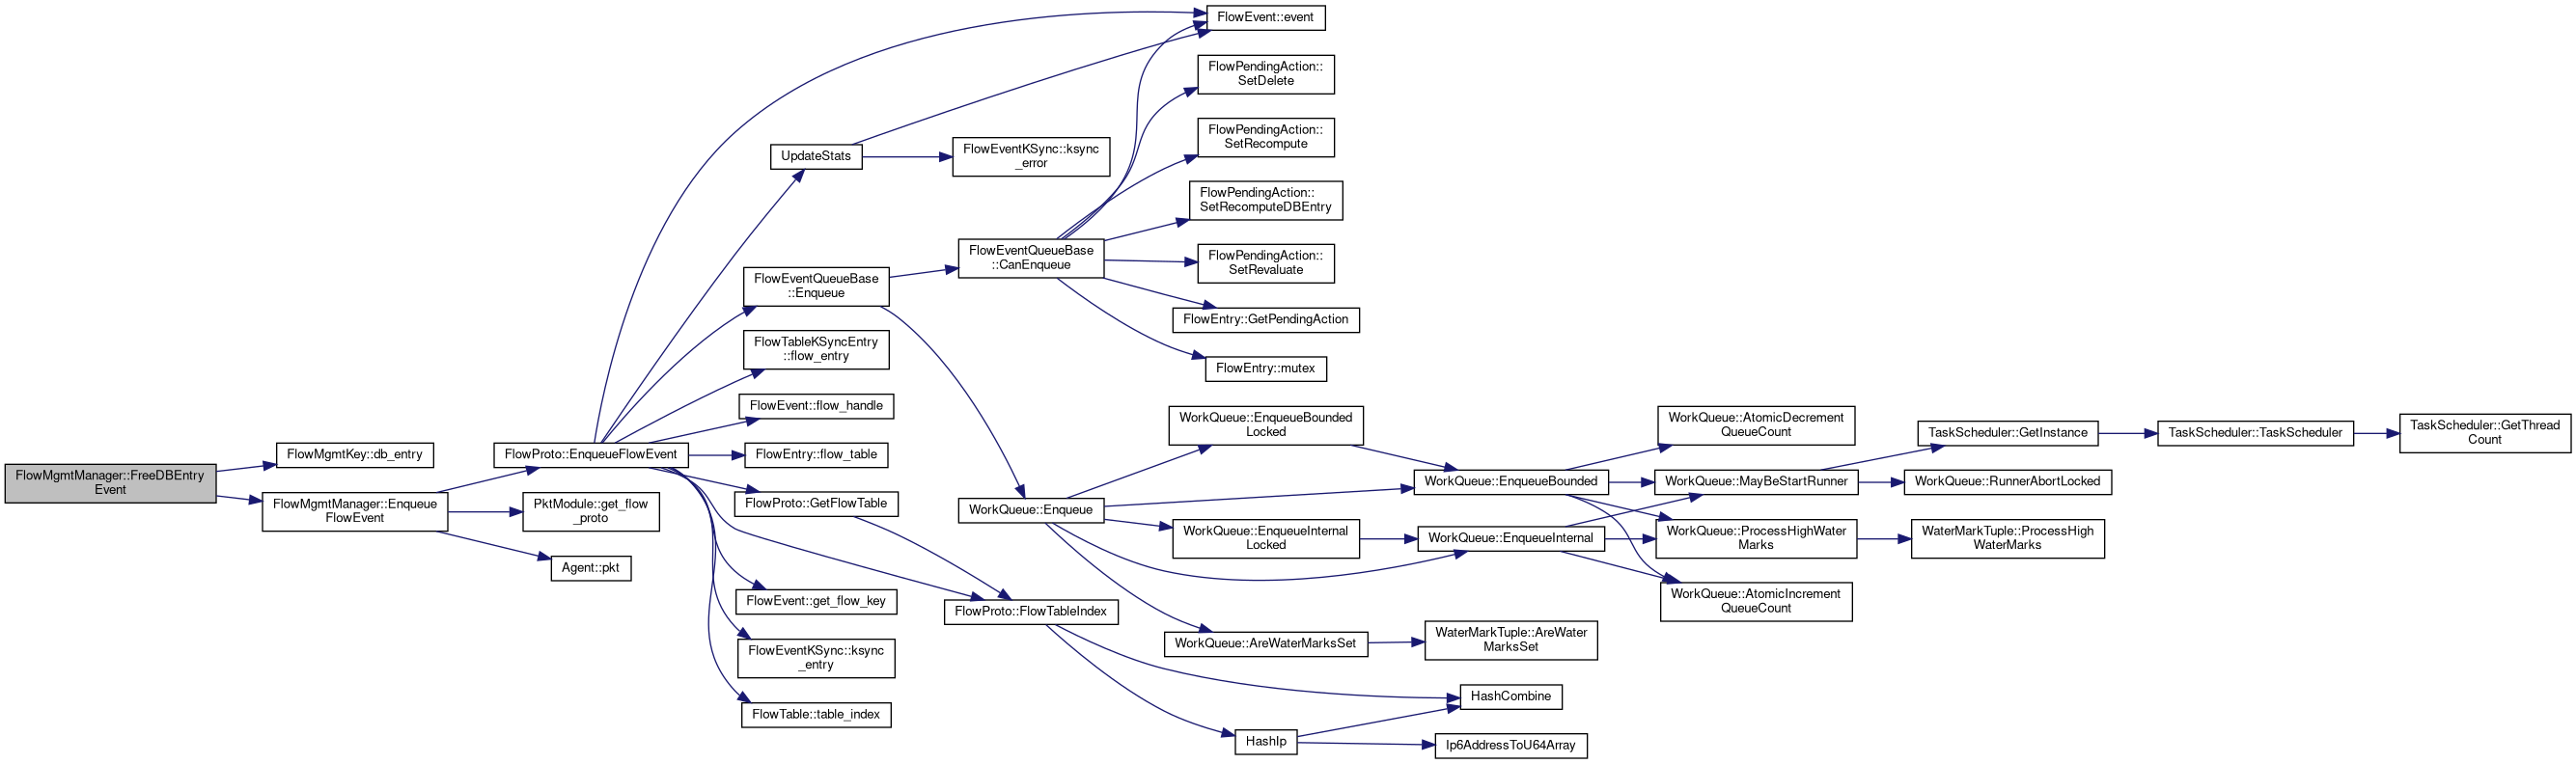 FlowMgmtManager::FreeDBEntry
Event
FlowMgmtKey::db_entry
FlowMgmtManager::Enqueue
FlowEvent
FlowProto::EnqueueFlowEvent
PktModule::get_flow
_proto
Agent::pkt
UpdateStats
FlowEventQueueBase
::Enqueue
FlowTableKSyncEntry
::flow_entry
FlowEvent::flow_handle
FlowEntry::flow_table
FlowProto::GetFlowTable
FlowEvent::get_flow_key
FlowEventKSync::ksync
_entry
FlowTable::table_index
FlowEventKSync::ksync
_error
FlowEventQueueBase
::CanEnqueue
WorkQueue::Enqueue
FlowProto::FlowTableIndex
FlowEvent::event
FlowPendingAction::
SetDelete
FlowPendingAction::
SetRecompute
FlowPendingAction::
SetRecomputeDBEntry
FlowPendingAction::
SetRevaluate
FlowEntry::GetPendingAction
FlowEntry::mutex
WorkQueue::EnqueueBounded
Locked
WorkQueue::EnqueueInternal
Locked
WorkQueue::AreWaterMarksSet
HashIp
WorkQueue::EnqueueBounded
WorkQueue::EnqueueInternal
WaterMarkTuple::AreWater
MarksSet
HashCombine
Ip6AddressToU64Array
WorkQueue::AtomicDecrement
QueueCount
WorkQueue::MayBeStartRunner
WorkQueue::ProcessHighWater
Marks
WorkQueue::AtomicIncrement
QueueCount
TaskScheduler::GetInstance
WorkQueue::RunnerAbortLocked
WaterMarkTuple::ProcessHigh
WaterMarks
TaskScheduler::TaskScheduler
TaskScheduler::GetThread
Count